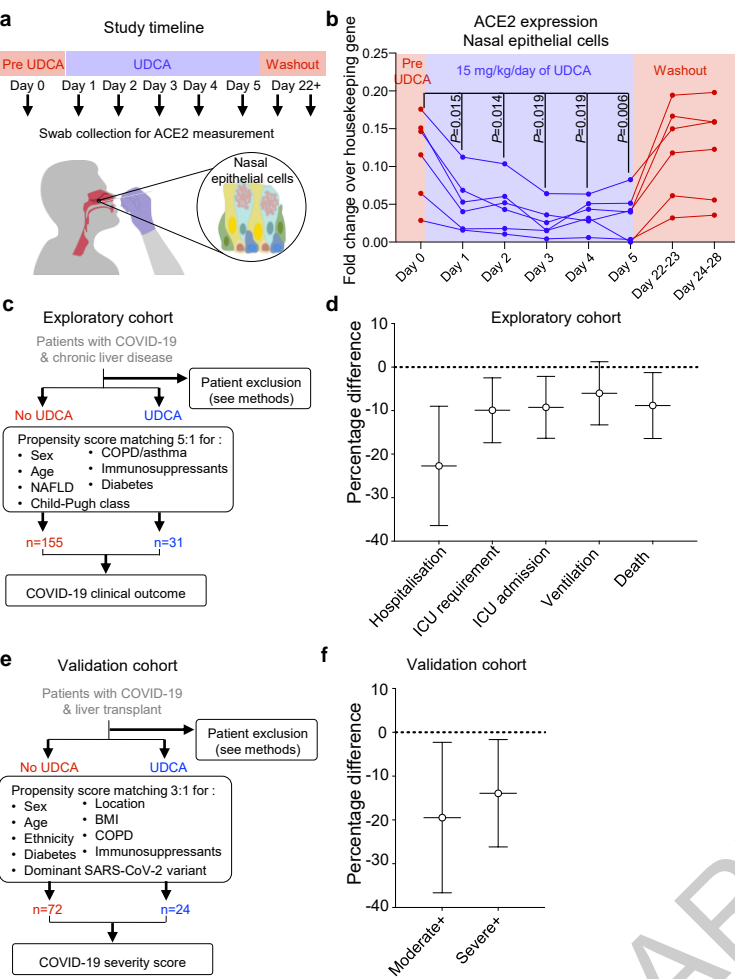 a
Study timeline
Pre UDCA UDCA Washout
Day 0 Day 1 Day 2 Day 3 Day 4 Day 5 Day 22+
Swab collection for ACE2 measurement
Nasal
epithelial cells
b
ACE2 expression
Nasal epithelial cells
Fold change over housekeeping gene
0.25
0.20
0.15
0.10
0.05
0.00
Pre
UDCA
15 mg/kg/day of UDCA
Washout
P=0.015
P=0.014
P=0.019
P=0.019
P=0.006
Day 0
Day 1
Day 2
Day 3
Day 4
Day 5
Day 22-23
Day 24-28
c
Exploratory cohort
Patients with COVID-19
& chronic liver disease
Patient exclusion
(see methods)
No UDCA UDCA
Propensity score matching 5:1 for :
• Sex
• Age
• NAFLD
• Child-Pugh class
• COPD/asthma
• Immunosuppressants
• Diabetes
n=155 n=31
COVID-19 clinical outcome
d
Exploratory cohort
Percentage difference
10
0
-10
-20
-30
-40
Hospitalisation
ICU requirement
ICU admission
Ventilation
Death
e
Validation cohort
Patients with COVID-19
& liver transplant
Patient exclusion
(see methods)
No UDCA UDCA
Propensity score matching 3:1 for :
• Sex
• Age
• Ethnicity
• Diabetes
• Dominant SARS-CoV-2 variant
• Location
• BMI
• COPD
• Immunosuppressants
n=72 n=24
COVID-19 severity score
f
Validation cohort
Percentage difference
10
0
-10
-20
-30
-40
Moderate+
Severe+